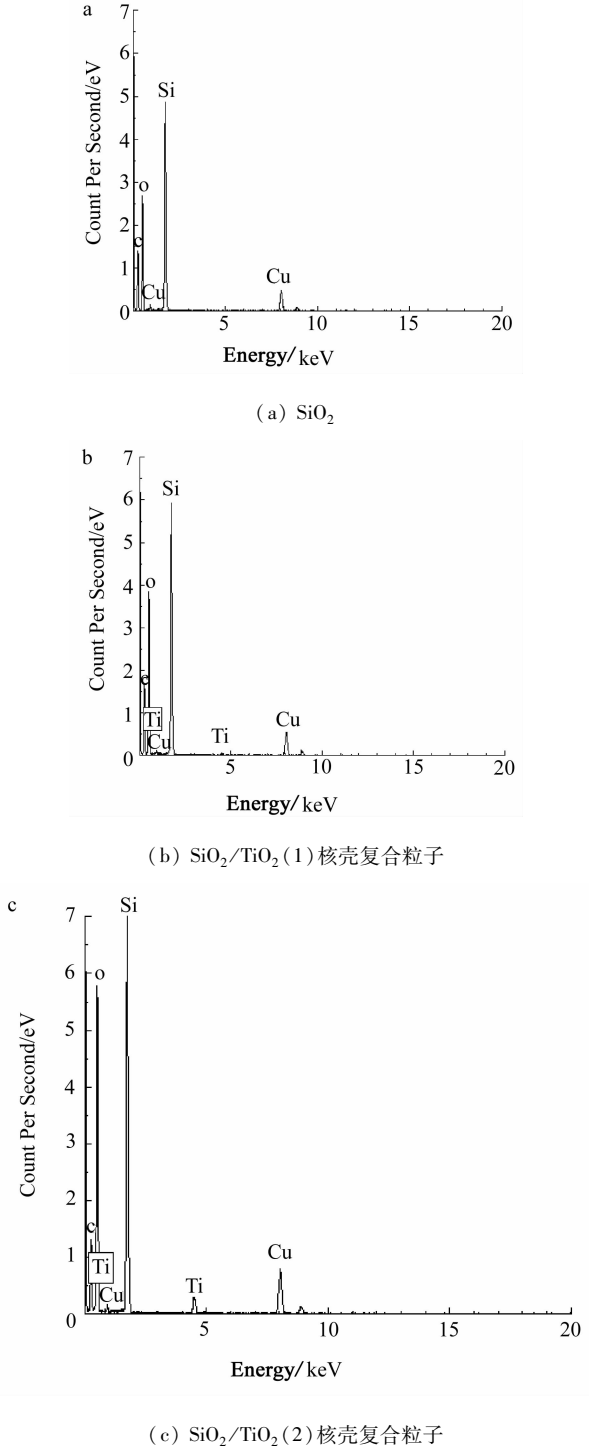 a
7
6
5
4
3
2
1
0
Count Per Second/eV
Si
o
c
Cu
Cu
5
10
15
20
Energy/keV
(a) SiO₂
b
7
6
5
4
3
2
1
0
Count Per Second/eV
Si
o
c
Ti
Cu
Ti
Cu
5
10
15
20
Energy/keV
(b) SiO₂/TiO₂(1)核壳复合粒子
c
7
6
5
4
3
2
1
0
Count Per Second/eV
Si
o
c
Ti
Cu
Ti
Cu
5
10
15
20
Energy/keV
(c) SiO₂/TiO₂(2)核壳复合粒子